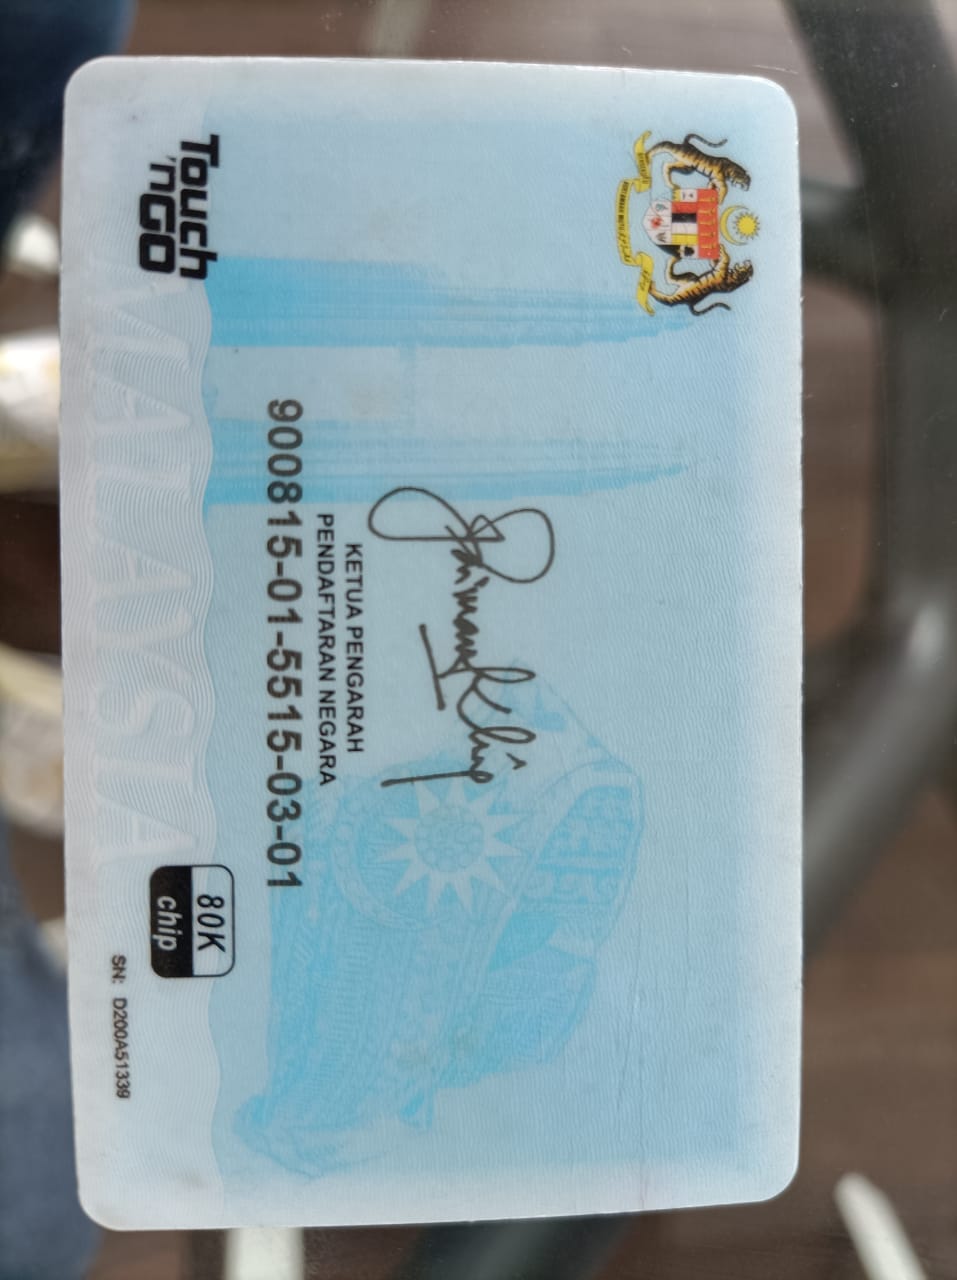 KETUA PENGARAH
PENDAFTARAN NEGARA
900815-01-5515-03-01
Touch
'nGO
80K
chip
MALAYSIA
SN: D200A51339